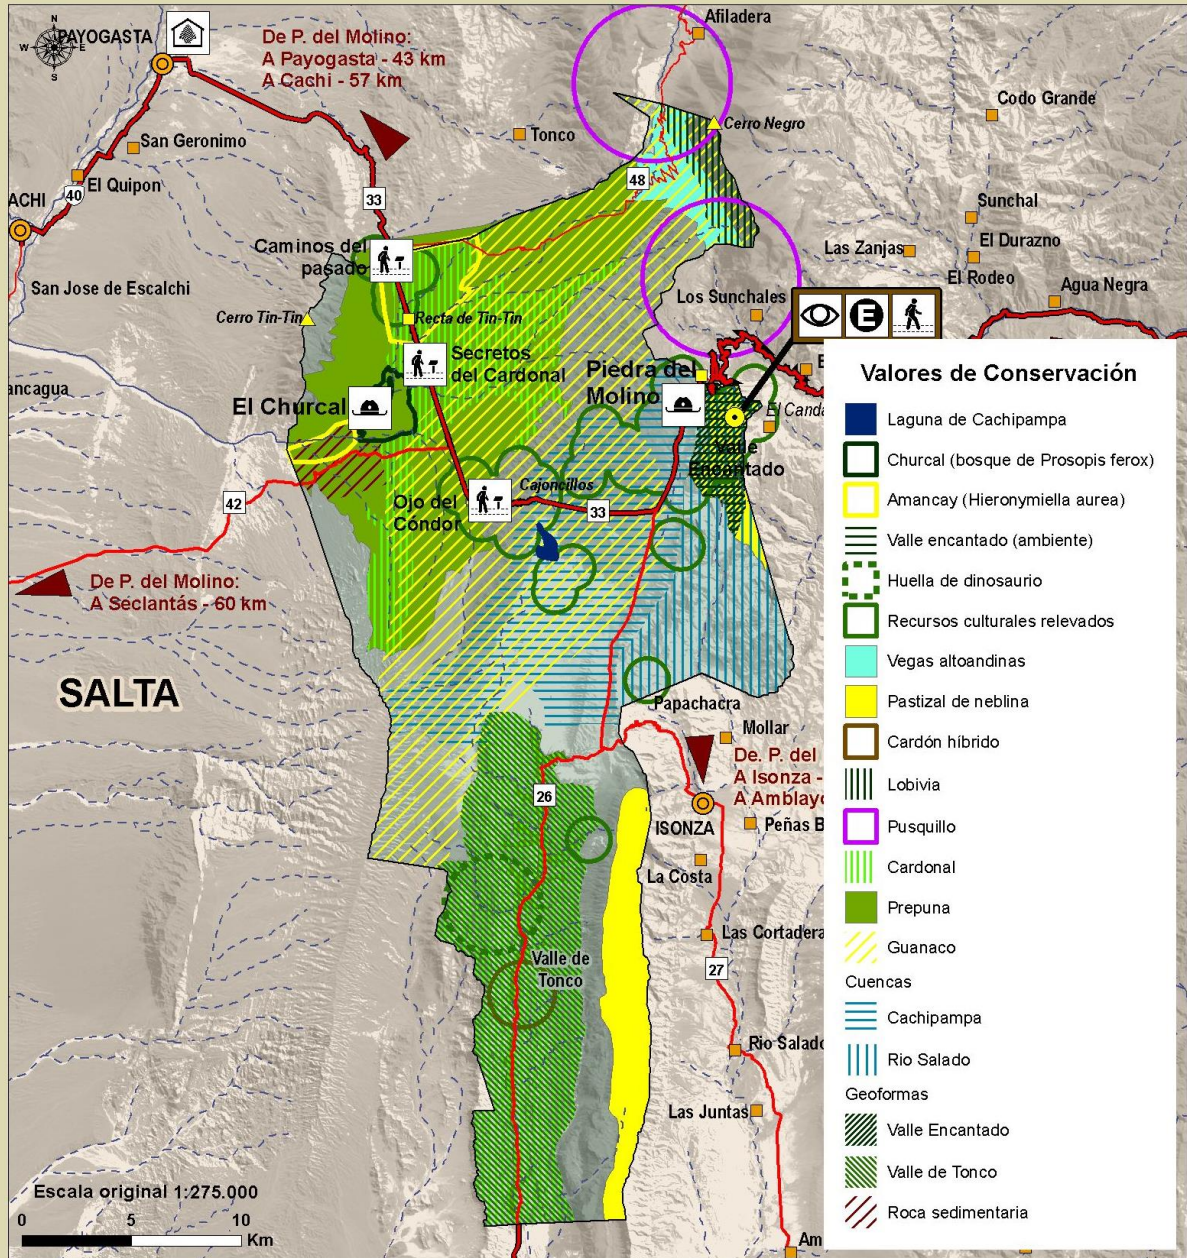 N
W E
S
PAYOGASTA
De P. del Molino:
A Payogasta - 43 km
A Cachi - 57 km
Afiladera
Codo Grande
Cerro Negro
Tonco
San Geronimo
El Quipon
40
ACHI
33
48
Sunchal
El Durazno
Las Zanjas
El Rodeo
Agua Negra
Caminos del
pasado
San Jose de Escalchi
Los Sunchales
Cerro Tin-Tin
Recta de Tin-Tin
E
Secretos
del Cardonal
Piedra del
Molino
ancagua
El Churcal
El Canda
Valle
Encantado
Cajoncillos
Ojo del
Cóndor
42
33
De P. del Molino:
A Seclantás - 60 km
SALTA
Papachacra
Mollar
De. P. del
A Isonza -
A Amblayo
26
ISONZA
Peñas B
La Costa
Las Cortadera
Valle de
Tonco
27
Rio Salado
Las Juntas
Am
Escala original 1:275.000
0 5 10
Km
Valores de Conservación
Laguna de Cachipampa
Churcal (bosque de Prosopis ferox)
Amancay (Hieronymiella aurea)
Valle encantado (ambiente)
Huella de dinosaurio
Recursos culturales relevados
Vegas altoandinas
Pastizal de neblina
Cardón híbrido
Lobivia
Pusquillo
Cardonal
Prepuna
Guanaco
Cuencas
Cachipampa
Rio Salado
Geoformas
Valle Encantado
Valle de Tonco
Roca sedimentaria